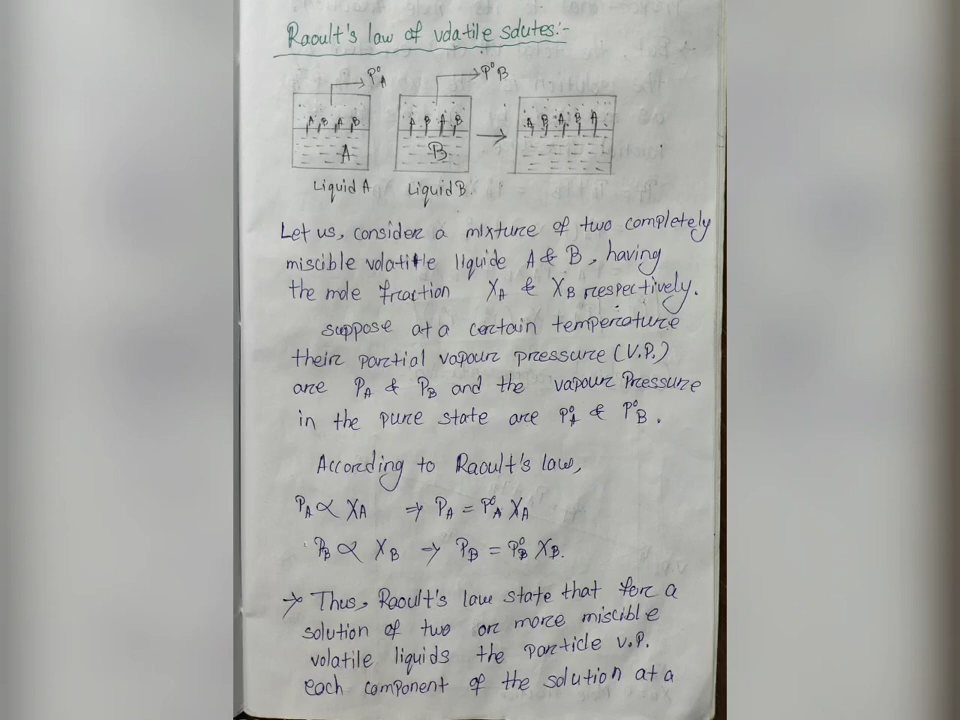 Raoult's law of volatile solutes:-
P°A P°B
A B A B A B A B A B A B A
A B
Liquid A Liquid B
Let us, consider a mixture of two completely
miscible volatitle liquide A & B, having
the mole fraction XA & XB respectively.
suppose at a certain temperature
their partial vapour pressure (V.P.)
are PA & PB and the vapour Pressure
in the pure state are P°A & P°B.
According to Raoult's law,
PA ∝ XA ⇒ PA = P°A XA
PB ∝ XB ⇒ PB = P°B XB.
→ Thus, Raoult's law state that for a
solution of two or more miscible
volatile liquids the particle v.p.
each component of the solution at a